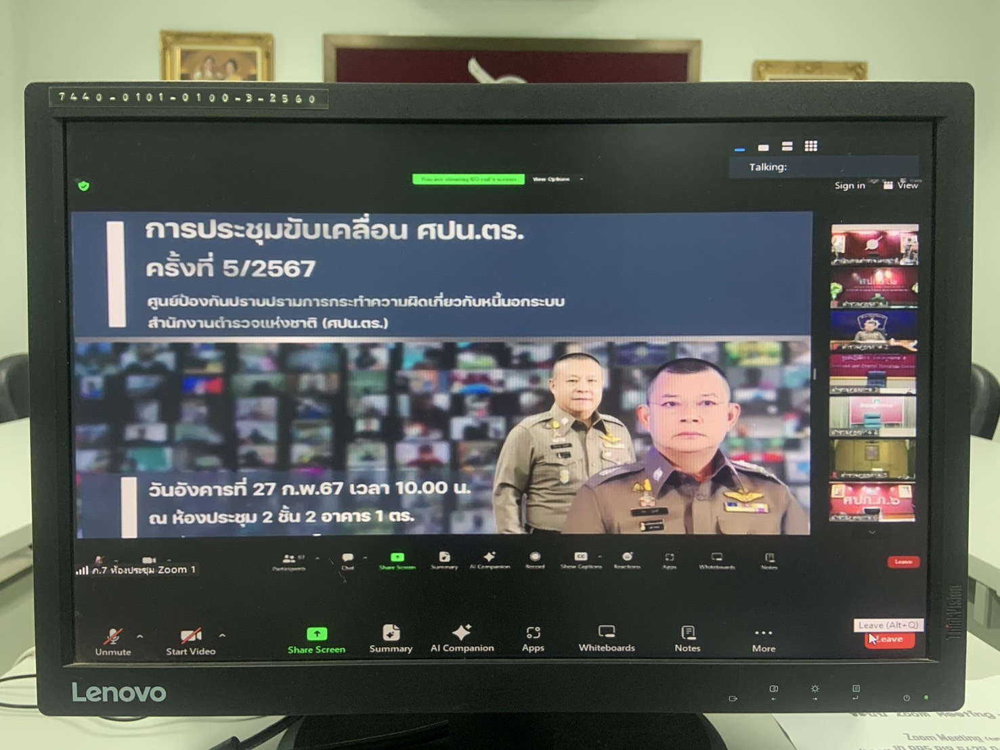 7440-0101-0100-3-2560
Talking:
You are viewing
View Options
Sign in
View
การประชุมขับเคลื่อน ศปน.ตร.
ครั้งที่ 5/2567
ศูนย์ป้องกันปราบปรามการกระทำความผิดเกี่ยวกับหนี้นอกระบบ
สำนักงานตำรวจแห่งชาติ (ศปน.ตร.)
วันอังคารที่ 27 ก.พ.67 เวลา 10.00 น.
ณ ห้องประชุม 2 ชั้น 2 อาคาร 1 ตร.
ศปก.ภ.๖
Participants Chat Share Screen Summary AI Companion Record Show Captions Reactions Apps Whiteboards Notes Leave
ภ.7 ห้องประชุม Zoom 1
Leave (Alt+Q)
Unmute Start Video Share Screen Summary AI Companion Apps Whiteboards Notes More Leave
Lenovo
ThinkVision
Zoom Meeting
Zoom Meeting